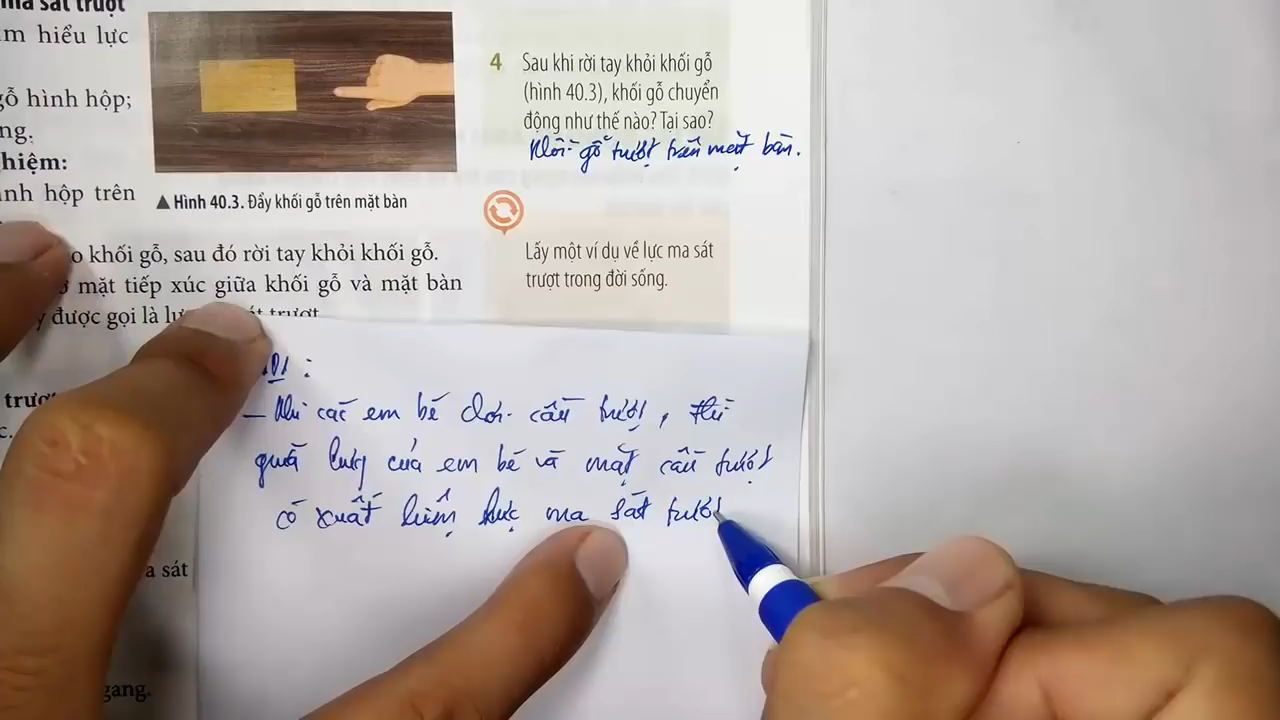 ma sát trượt
m hiểu lực
gỗ hình hộp;
ng.
hiệm:
nh hộp trên
▲ Hình 40.3. Đẩy khối gỗ trên mặt bàn
o khối gỗ, sau đó rời tay khỏi khối gỗ.
mặt tiếp xúc giữa khối gỗ và mặt bàn
được gọi là trượt
4 Sau khi rời tay khỏi khối gỗ
(hình 40.3), khối gỗ chuyển
động như thế nào? Tại sao?
Khối gỗ trượt trên mặt bàn.
Lấy một ví dụ về lực ma sát
trượt trong đời sống.
- Khi các em bé chơi cầu trượt, thì
quần của em bé và mặt cầu trượt
có xuất hiện lực ma sát trượt
trượ
c.
a sát
gang.